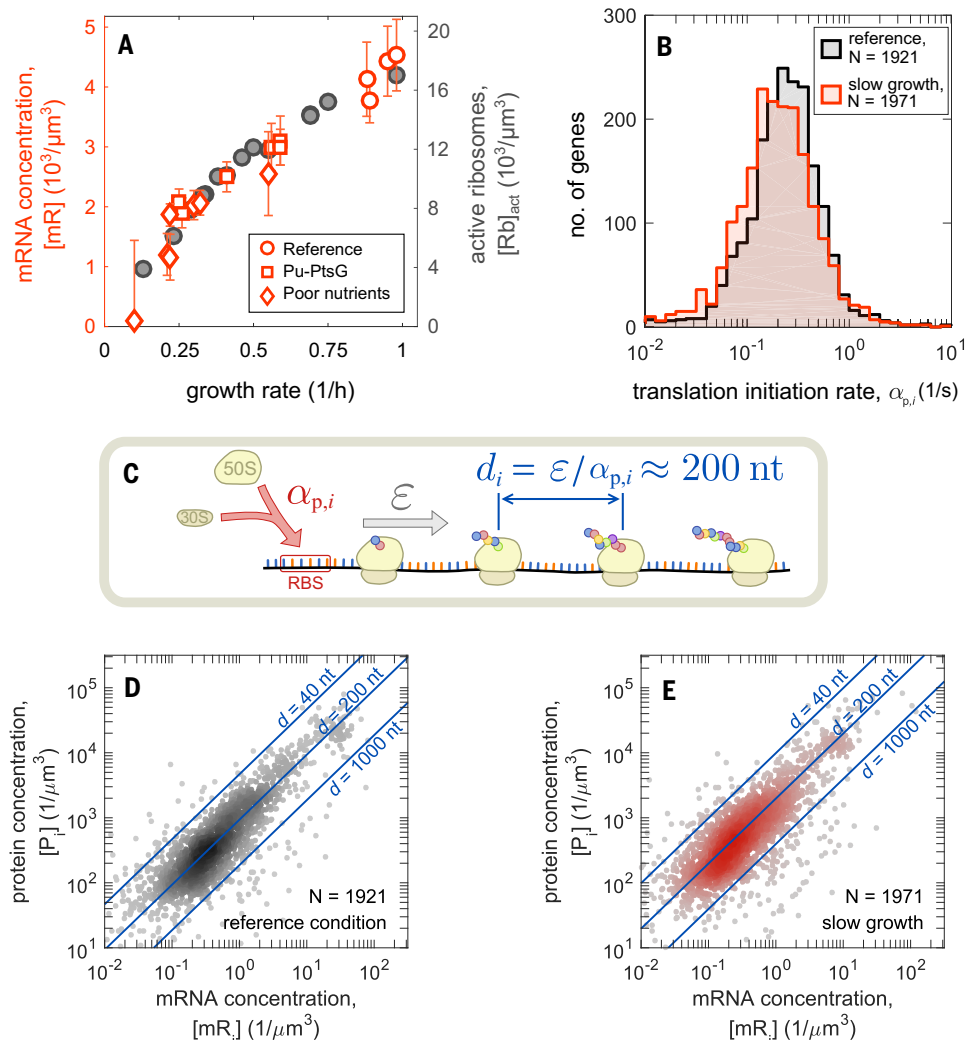 A
mRNA concentration,
[mR] (10³/μm³)
5
4
3
2
1
0
0
0.25
0.5
0.75
1
growth rate (1/h)
20
16
12
8
4
0
active ribosomes,
[Rb]act (10³/μm³)
Reference
Pu-PtsG
Poor nutrients
B
no. of genes
300
200
100
0
10⁻²
10⁻¹
10⁰
10¹
translation initiation rate, αp,i (1/s)
reference,
N = 1921
slow growth,
N = 1971
C
50S
30S
αp,i
ε
di = ε/αp,i ≈ 200 nt
RBS
D
protein concentration,
[Pi] (1/μm³)
10⁵
10⁴
10³
10²
10¹
10⁻²
10⁻¹
10⁰
10¹
10²
d = 40 nt
d = 200 nt
d = 1000 nt
N = 1921
reference condition
mRNA concentration,
[mRi] (1/μm³)
E
protein concentration,
[Pi] (1/μm³)
10⁵
10⁴
10³
10²
10¹
10⁻²
10⁻¹
10⁰
10¹
10²
d = 40 nt
d = 200 nt
d = 1000 nt
N = 1971
slow growth
mRNA concentration,
[mRi] (1/μm³)